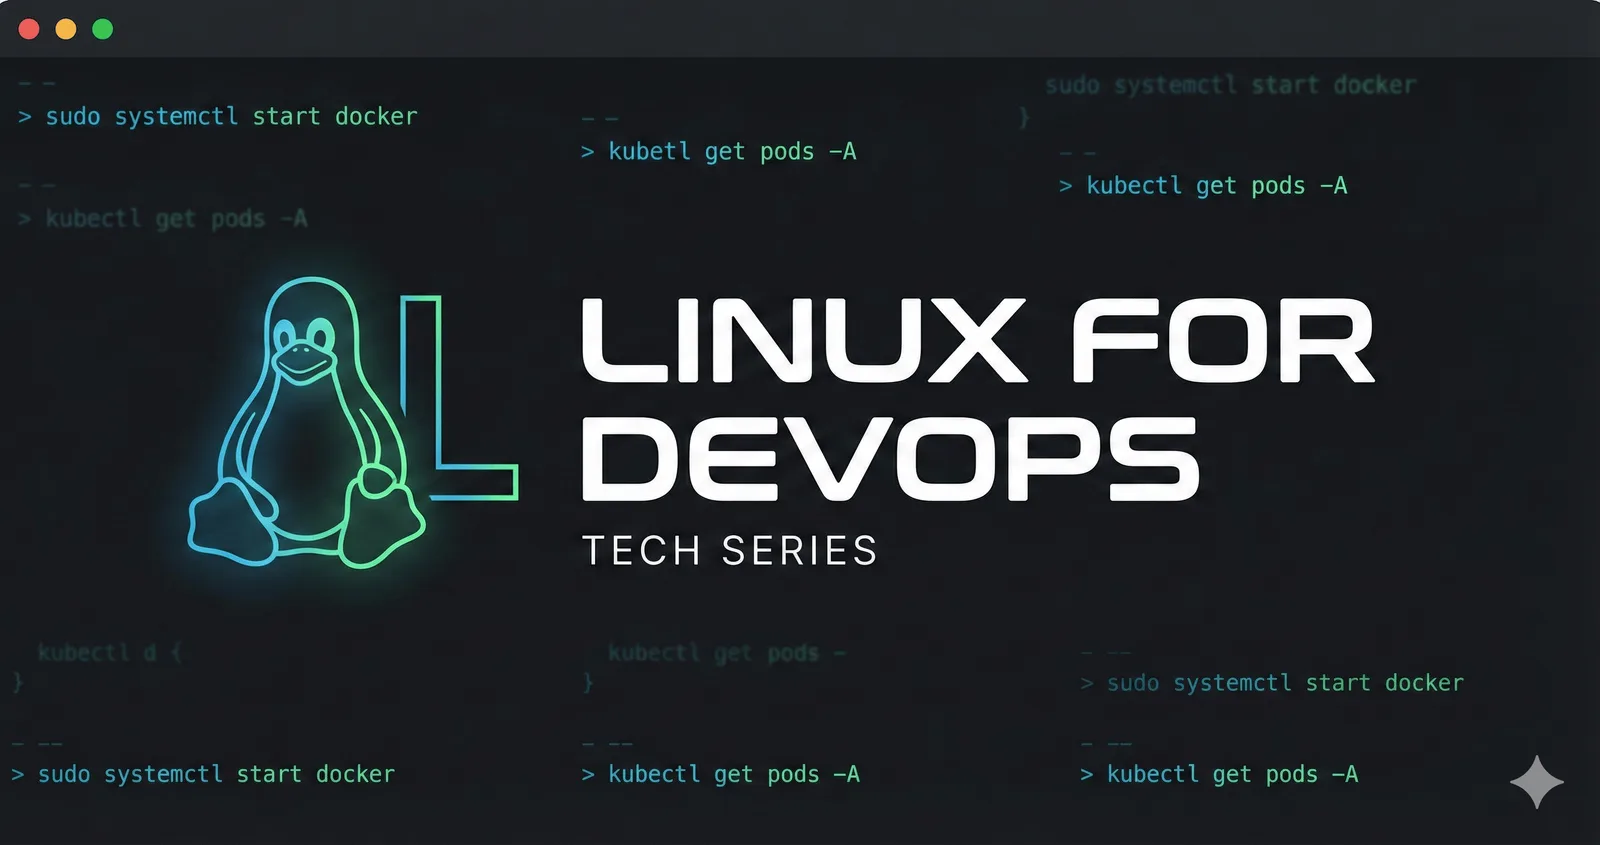 sudo systemctl start docker
}
> sudo systemctl start docker
> kubetl get pods -A
> kubectl get pods -A
> kubectl get pods -A
L
LINUX FOR
DEVOPS
TECH SERIES
kubectl d {
}
kubectl get pods -
}
> sudo systemctl start docker
> sudo systemctl start docker
> kubectl get pods -A
> kubectl get pods -A